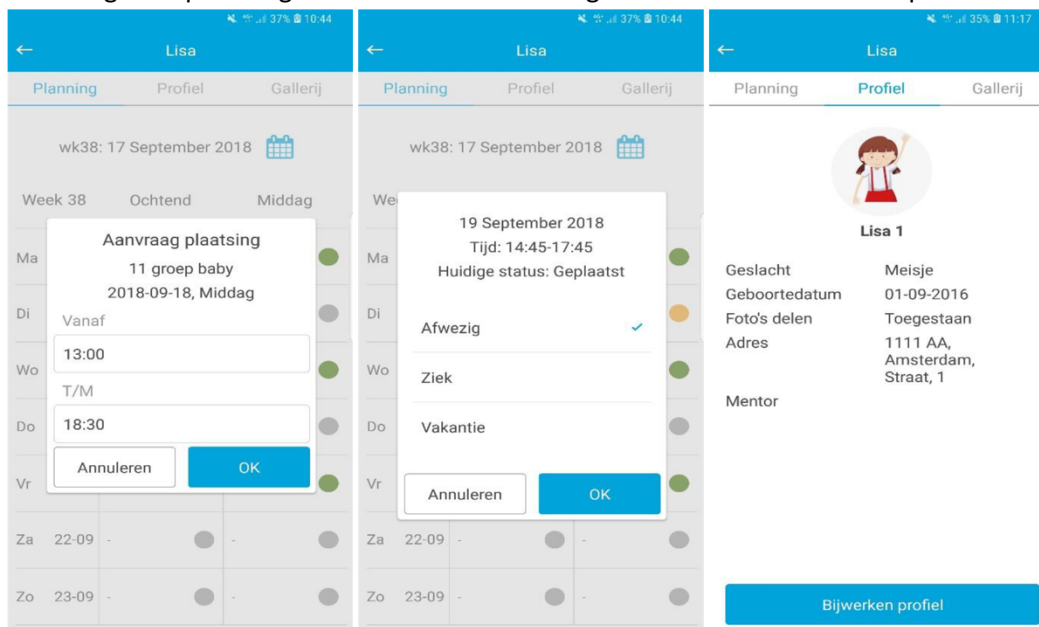 37% 10:44
Lisa
Planning Profiel Gallerij
wk38: 17 September 2018
Week 38 Ochtend Middag
Aanvraag plaatsing
11 groep baby
2018-09-18, Middag
Ma
Di
Vanaf
13:00
Wo
T/M
Do
18:30
Annuleren OK
Vr
Za 22-09 - -
Zo 23-09 - -
37% 10:44
Lisa
Planning Profiel Gallerij
wk38: 17 September 2018
We
19 September 2018
Tijd: 14:45-17:45
Ma
Huidige status: Geplaatst
Di
Afwezig
Wo
Ziek
Do
Vakantie
Vr
Annuleren OK
Za 22-09 - -
Zo 23-09 - -
35% 11:17
Lisa
Planning Profiel Gallerij
Lisa 1
Geslacht Meisje
Geboortedatum 01-09-2016
Foto's delen Toegestaan
Adres 1111 AA,
Amsterdam,
Straat, 1
Mentor
Bijwerken profiel